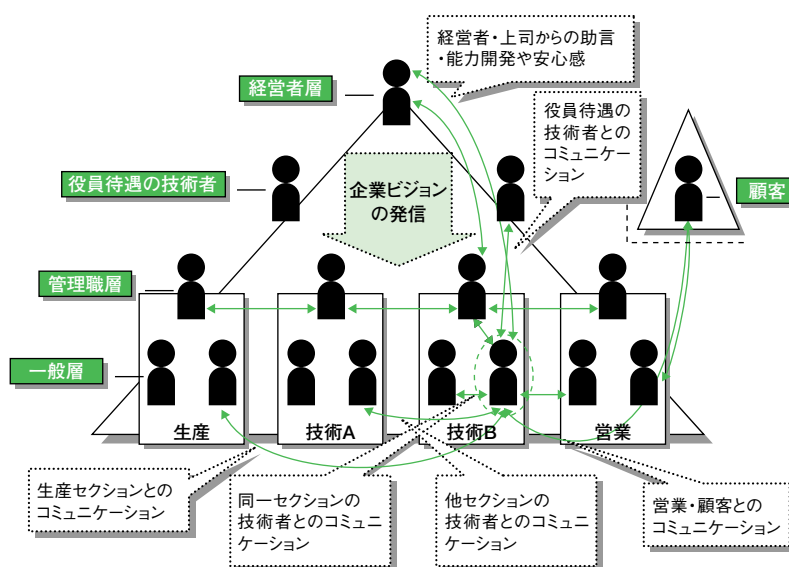 経営者・上司からの助言
・能力開発や安心感
経営者層
役員待遇の
技術者との
コミュニケー
ション
役員待遇の技術者
企業ビジョン
の発信
顧客
管理職層
一般層
生産
技術A
技術B
営業
生産セクションとの
コミュニケーション
同一セクションの
技術者とのコミュニ
ケーション
他セクションの
技術者とのコミュニ
ケーション
営業・顧客との
コミュニケーション